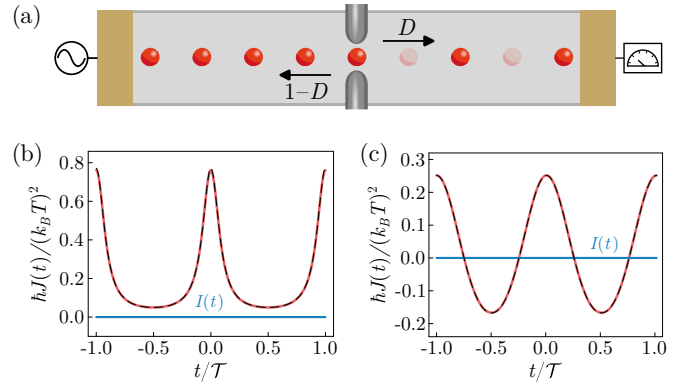 (a)
D
1–D
(b)
ħJ(t)/(k_B T)^2
0.8
0.6
0.4
0.2
0.0
I(t)
-1.0 -0.5 0.0 0.5 1.0
t/𝒯
(c)
ħJ(t)/(k_B T)^2
0.3
0.2
0.1
0.0
-0.1
-0.2
I(t)
-1.0 -0.5 0.0 0.5 1.0
t/𝒯